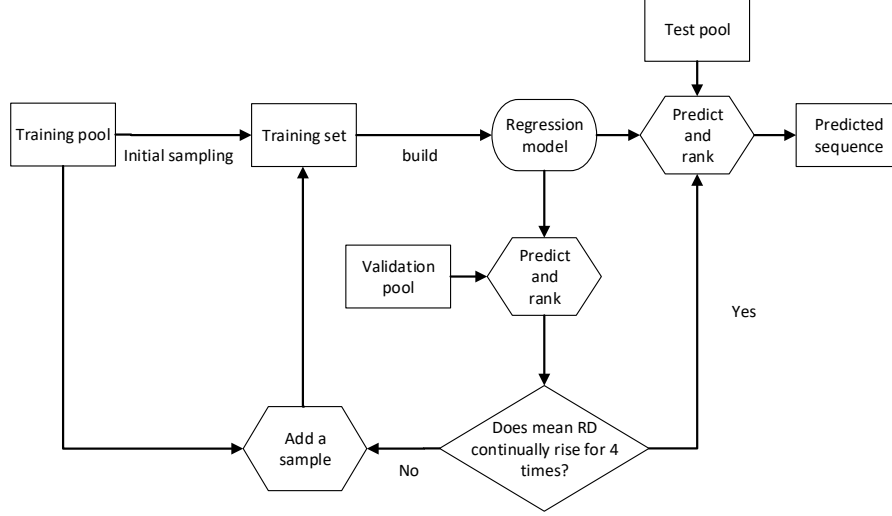 Test pool
Training pool
Initial sampling
Training set
build
Regression
model
Predict
and
rank
Predicted
sequence
Validation
pool
Predict
and
rank
Yes
Does mean RD
continually rise for 4
times?
No
Add a
sample